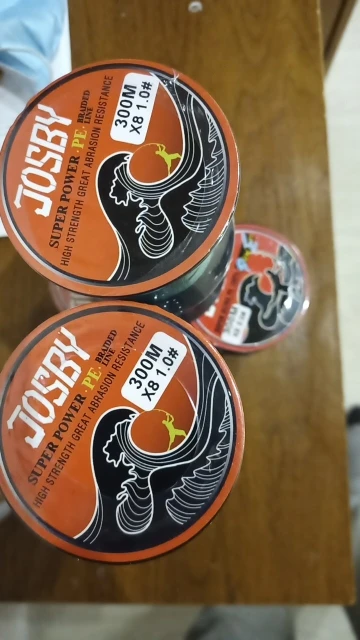 JOSBY
SUPER POWER ·PE· BRAIDED LINE
HIGH STRENGTH GREAT ABRASION RESISTANCE
300M
X8 1.0#
JOSBY
SUPER POWER ·PE· BRAIDED LINE
HIGH STRENGTH GREAT ABRASION RESISTANCE
300M
X8 1.0#